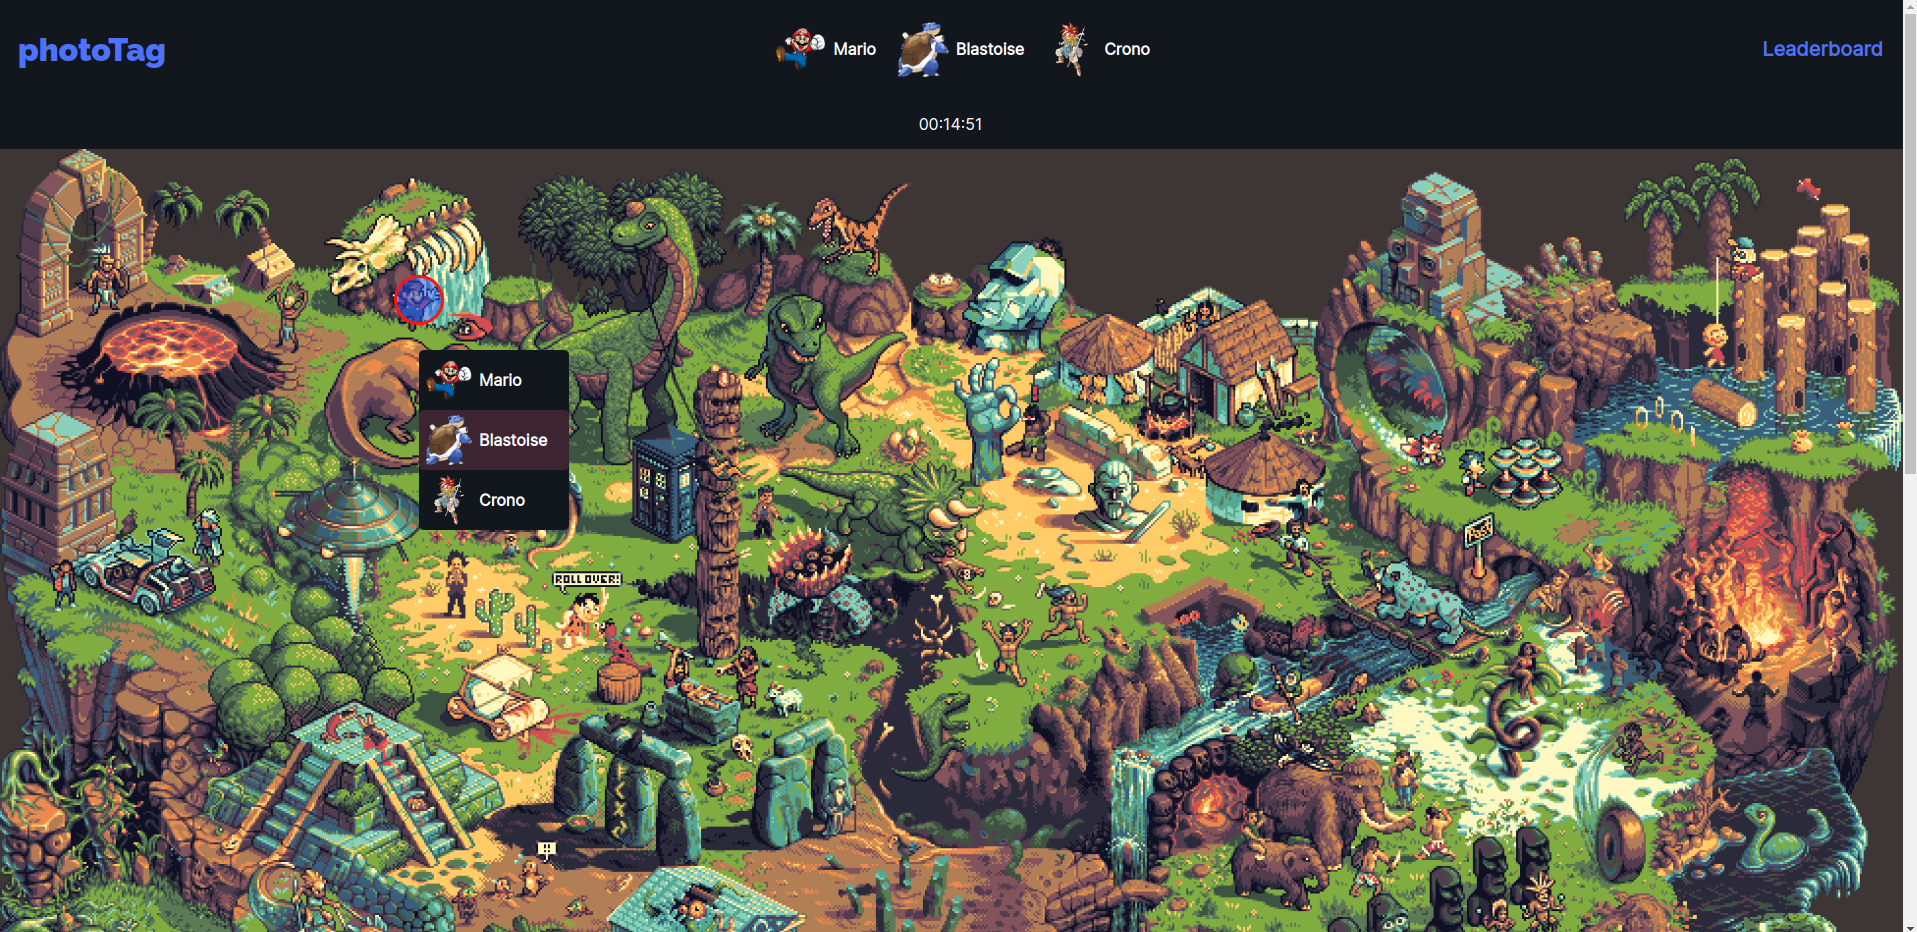 photoTag
Mario
Blastoise
Crono
Leaderboard
00:14:51
Mario
Blastoise
Crono
ROLL OVER!